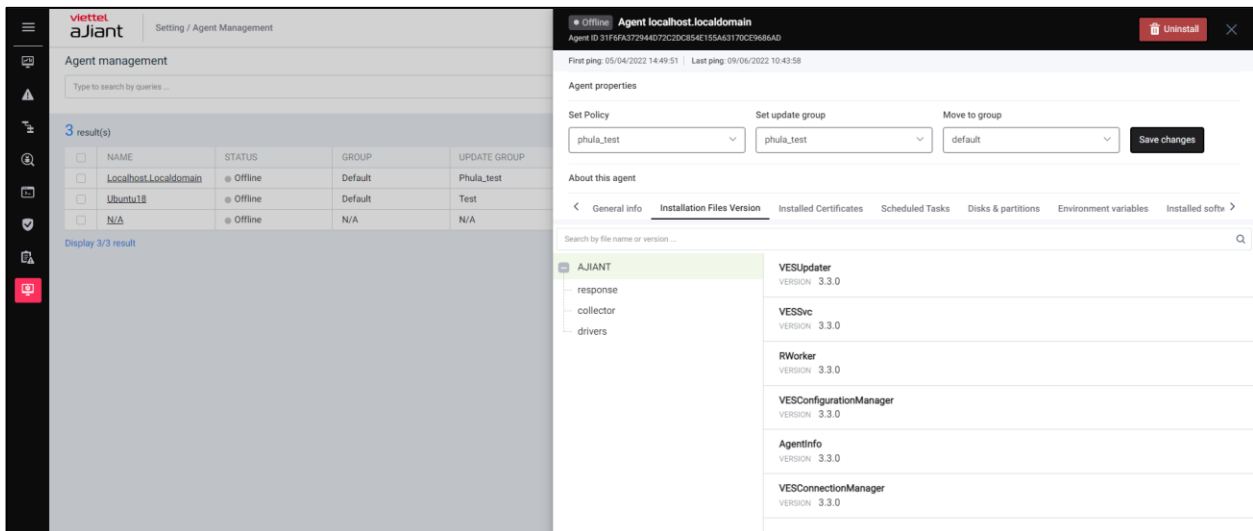 viettel
aJiant
Setting / Agent Management
Agent management
Type to search by queries ...
3 result(s)
NAME STATUS GROUP UPDATE GROUP
Localhost.Localdomain Offline Default Phula_test
Ubuntu18 Offline Default Test
N/A Offline N/A N/A
Display 3/3 result
Offline Agent localhost.localdomain
Agent ID 31F6FA372944D72C2DC854E155A63170CE9686AD
Uninstall
First ping: 05/04/2022 14:49:51 Last ping: 09/06/2022 10:43:58
Agent properties
Set Policy Set update group Move to group
phula_test phula_test default Save changes
About this agent
General info Installation Files Version Installed Certificates Scheduled Tasks Disks & partitions Environment variables Installed softw
Search by file name or version ...
AJIANT
response
collector
drivers
VESUpdater
VERSION 3.3.0
VESSvc
VERSION 3.3.0
RWorker
VERSION 3.3.0
VESConfigurationManager
VERSION 3.3.0
AgentInfo
VERSION 3.3.0
VESConnectionManager
VERSION 3.3.0